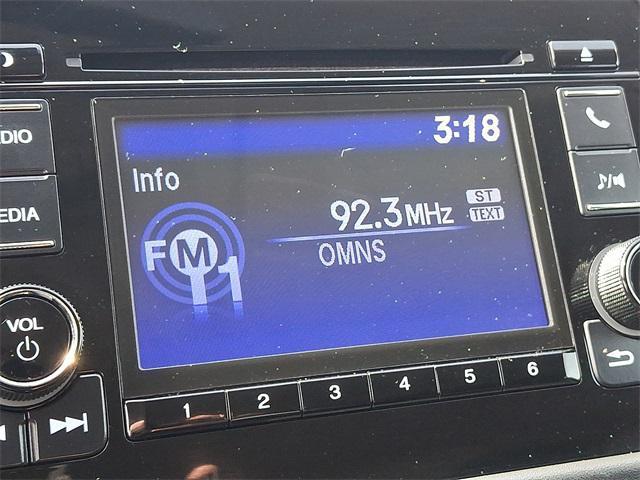 3:18
Info
92.3MHz ST
TEXT
FM1
OMNS
VOL
1 2 3 4 5 6